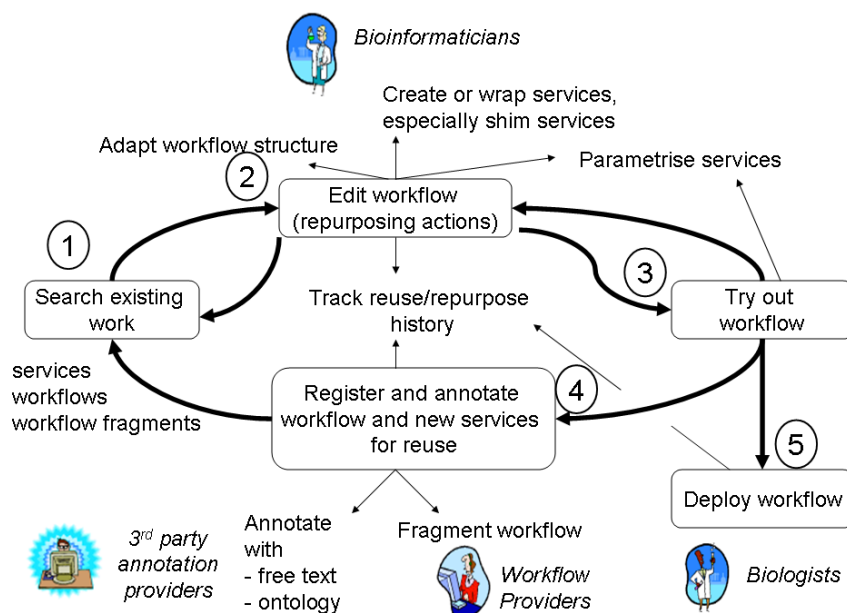 Bioinformaticians
Create or wrap services,
especially shim services
Adapt workflow structure
Parametrise services
2
Edit workflow
(repurposing actions)
1
3
Search existing
work
Track reuse/repurpose
history
Try out
workflow
services
workflows
workflow fragments
Register and annotate
workflow and new services
for reuse
4
5
Deploy workflow
3rd party
annotation
providers
Annotate
with
- free text
- ontology
Fragment workflow
Workflow
Providers
Biologists